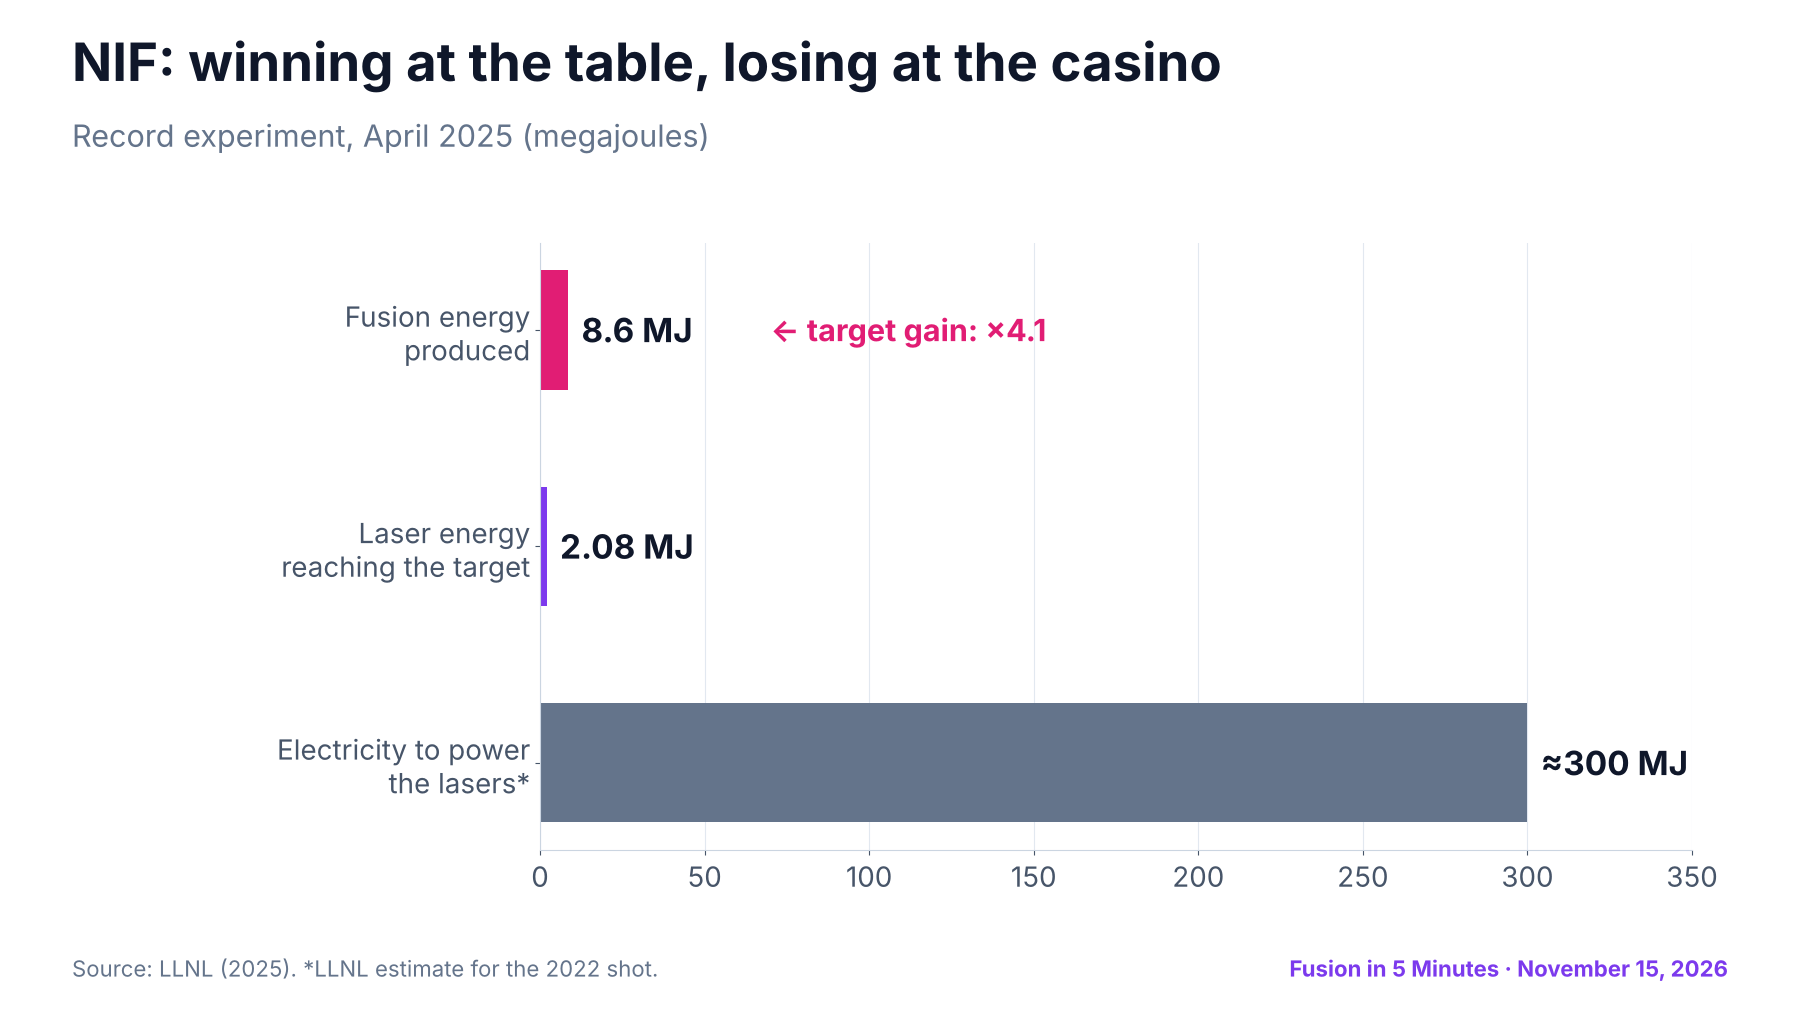 NIF: winning at the table, losing at the casino
Record experiment, April 2025 (megajoules)
Fusion energy
produced
8.6 MJ
← target gain: ×4.1
Laser energy
reaching the target
2.08 MJ
Electricity to power
the lasers*
≈300 MJ
0 50 100 150 200 250 300 350
Source: LLNL (2025). *LLNL estimate for the 2022 shot.
Fusion in 5 Minutes · November 15, 2026